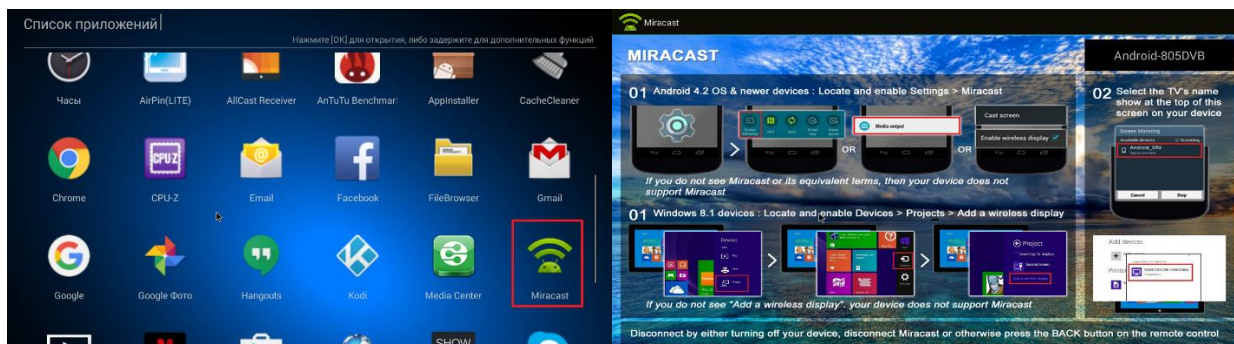 Список приложений
Нажмите [OK] для открытия, либо задержите для дополнительных функций
Часы
AirPin(LITE)
AllCast Receiver
AnTuTu Benchmar
AppInstaller
CacheCleaner
CPU-Z
Chrome
CPU-Z
Email
Facebook
FileBrowser
Gmail
Google
Google Фото
Hangouts
Kodi
Media Center
Miracast
SHOW
Miracast
MIRACAST
Android-805DVB
01 Android 4.2 OS & newer devices : Locate and enable Settings > Miracast
Media output
Cast screen
Enable wireless display
> OR OR
If you do not see Miracast or its equivalent terms, then your device does not
support Miracast
01 Windows 8.1 devices : Locate and enable Devices > Projects > Add a wireless display
Devices
Project
Add a wireless display
If you do not see "Add a wireless display". your device does not support Miracast
02 Select the TV's name
show at the top of this
screen on your device
Screen Mirroring
Cancel Stop
Add devices
Disconnect by either turning off your device, disconnect Miracast or otherwise press the BACK button on the remote control